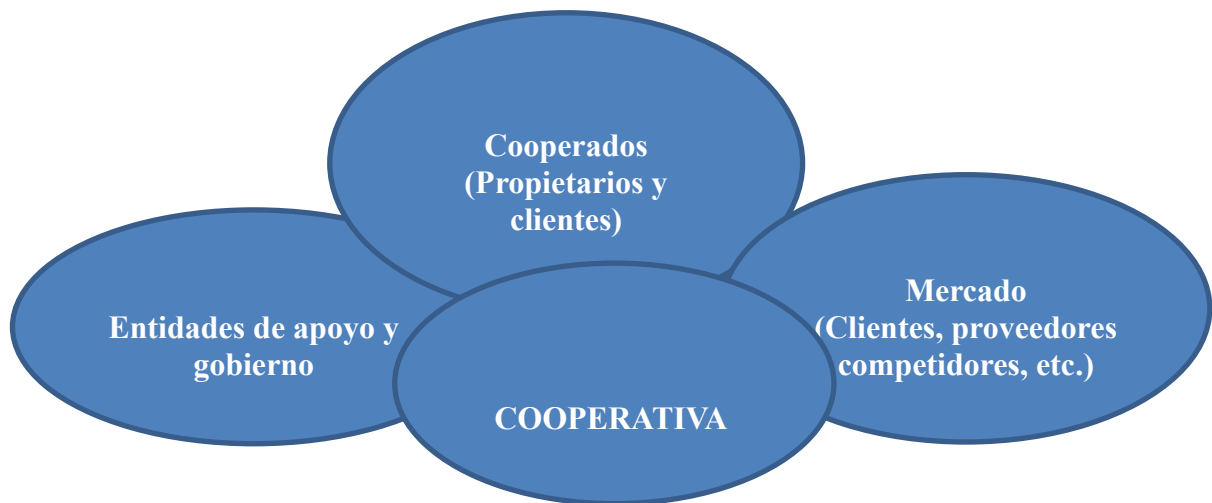 Cooperados
(Propietarios y
clientes)
Entidades de apoyo y
gobierno
Mercado
(Clientes, proveedores
competidores, etc.)
COOPERATIVA